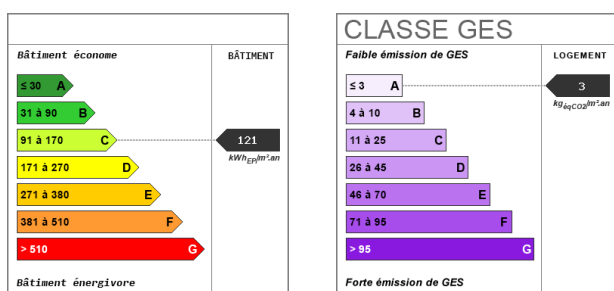 Bâtiment économe
BÂTIMENT
≤ 30 A
31 à 90 B
91 à 170 C
121
kWhEP/m².an
171 à 270 D
271 à 380 E
381 à 510 F
> 510 G
Bâtiment énergivore
CLASSE GES
Faible émission de GES
LOGEMENT
≤ 3 A
3
kgéqCO2/m².an
4 à 10 B
11 à 25 C
26 à 45 D
46 à 70 E
71 à 95 F
> 95 G
Forte émission de GES